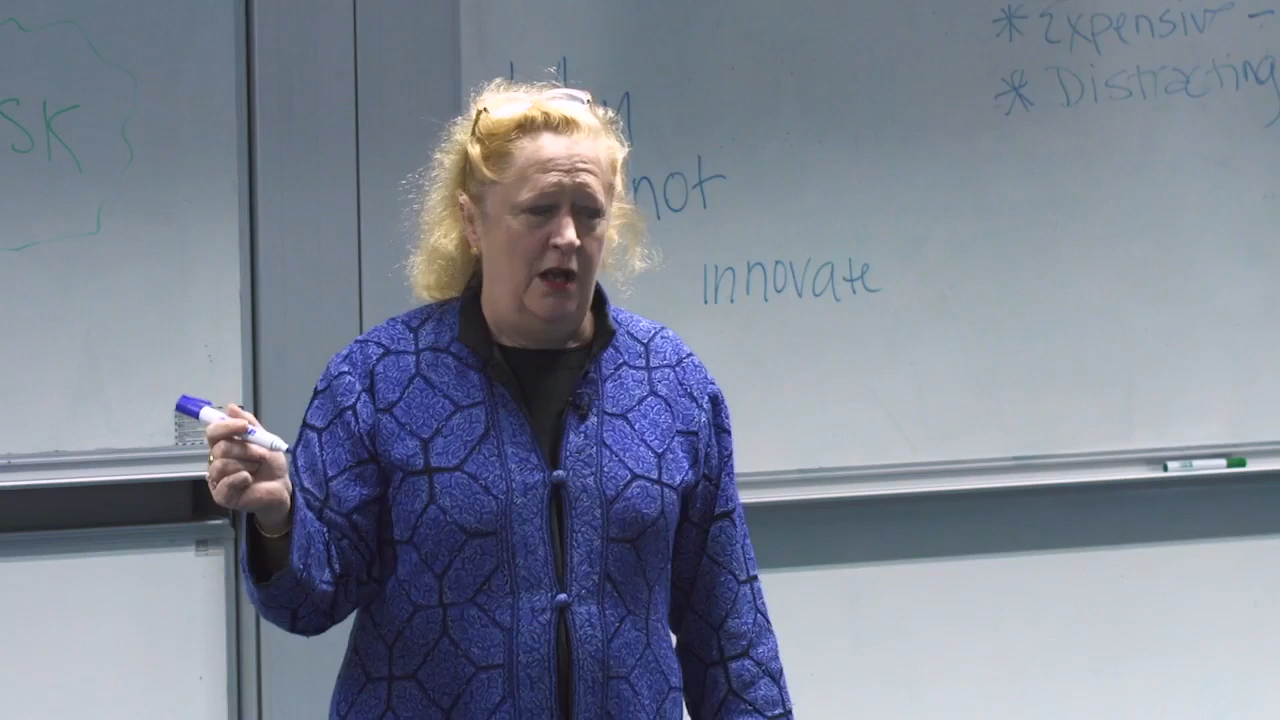 SK
* Expensiv -
* Distracting
not
innovate